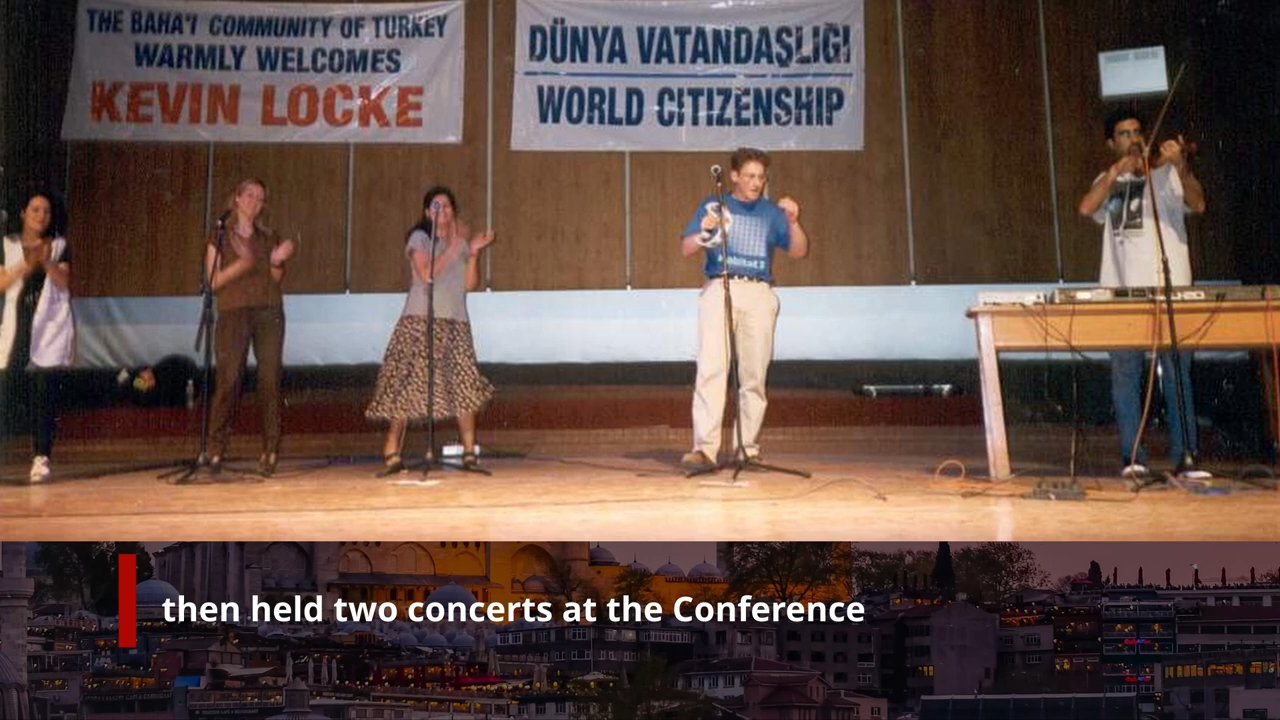 THE BAHA'I COMMUNITY OF TURKEY
WARMLY WELCOMES
KEVIN LOCKE
DÜNYA VATANDAŞLIĞI
WORLD CITIZENSHIP
then held two concerts at the Conference